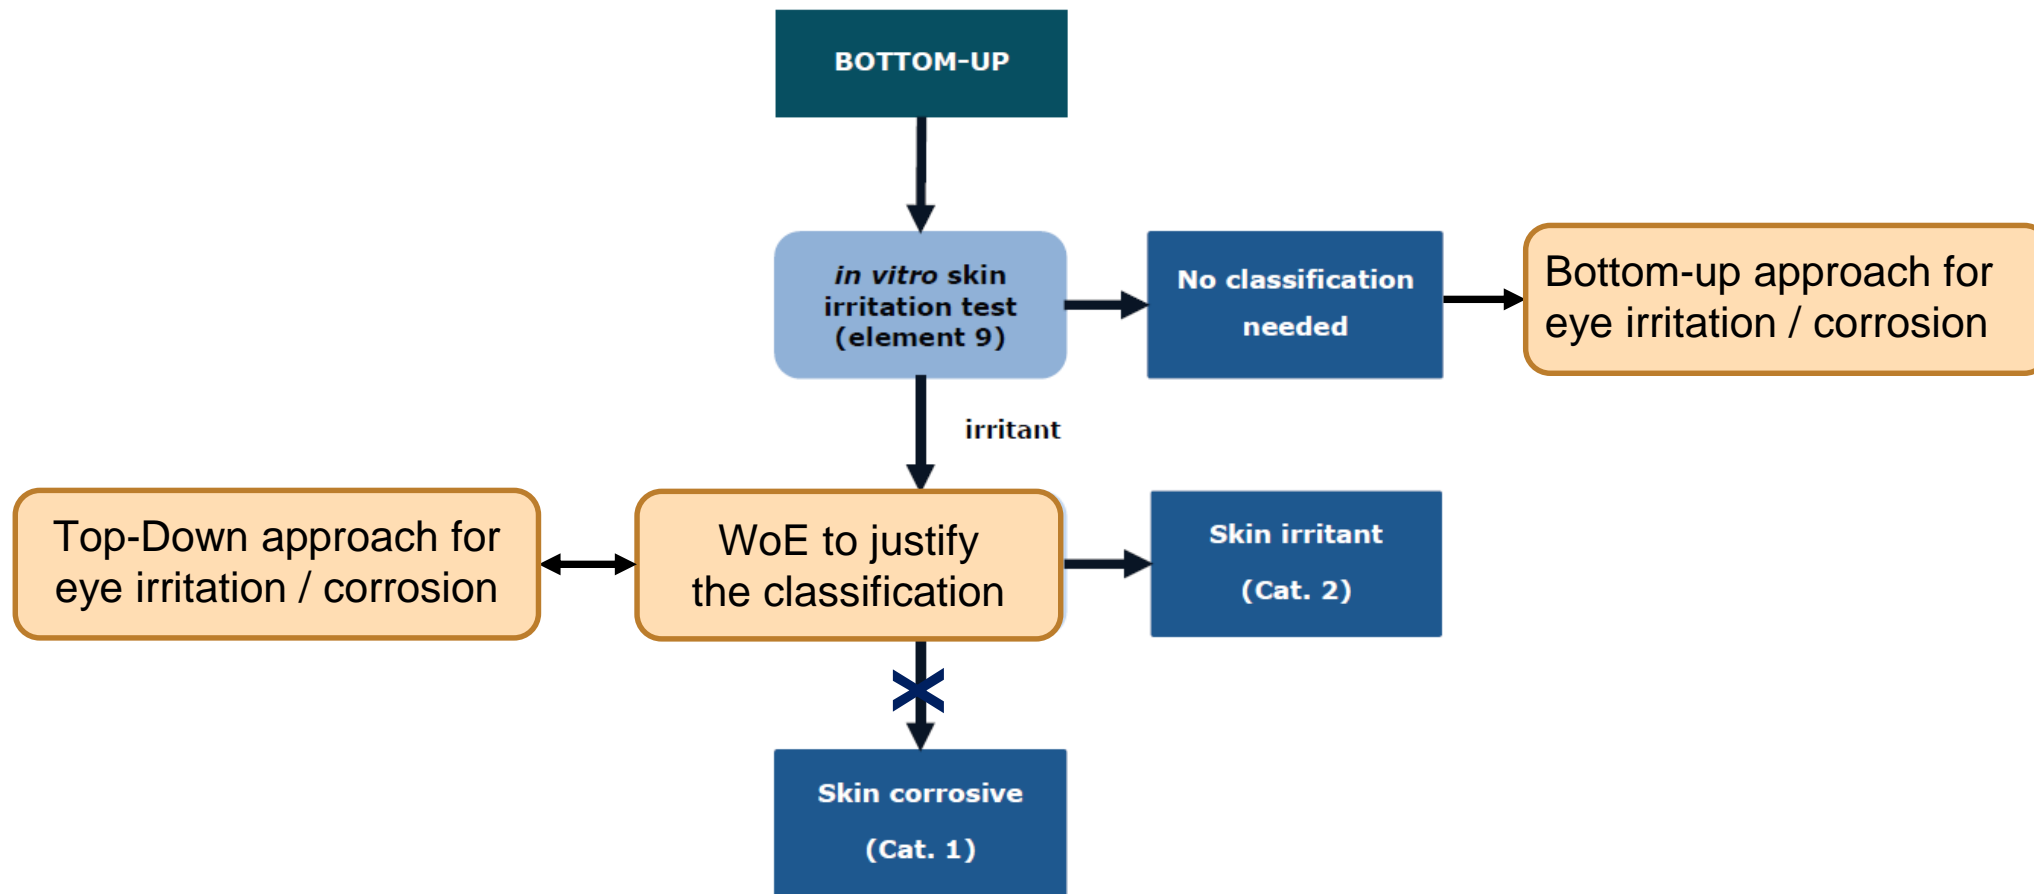 BOTTOM-UP
in vitro skin
irritation test
(element 9)
No classification
needed
Bottom-up approach for
eye irritation / corrosion
irritant
Top-Down approach for
eye irritation / corrosion
WoE to justify
the classification
Skin irritant
(Cat. 2)
X
Skin corrosive
(Cat. 1)